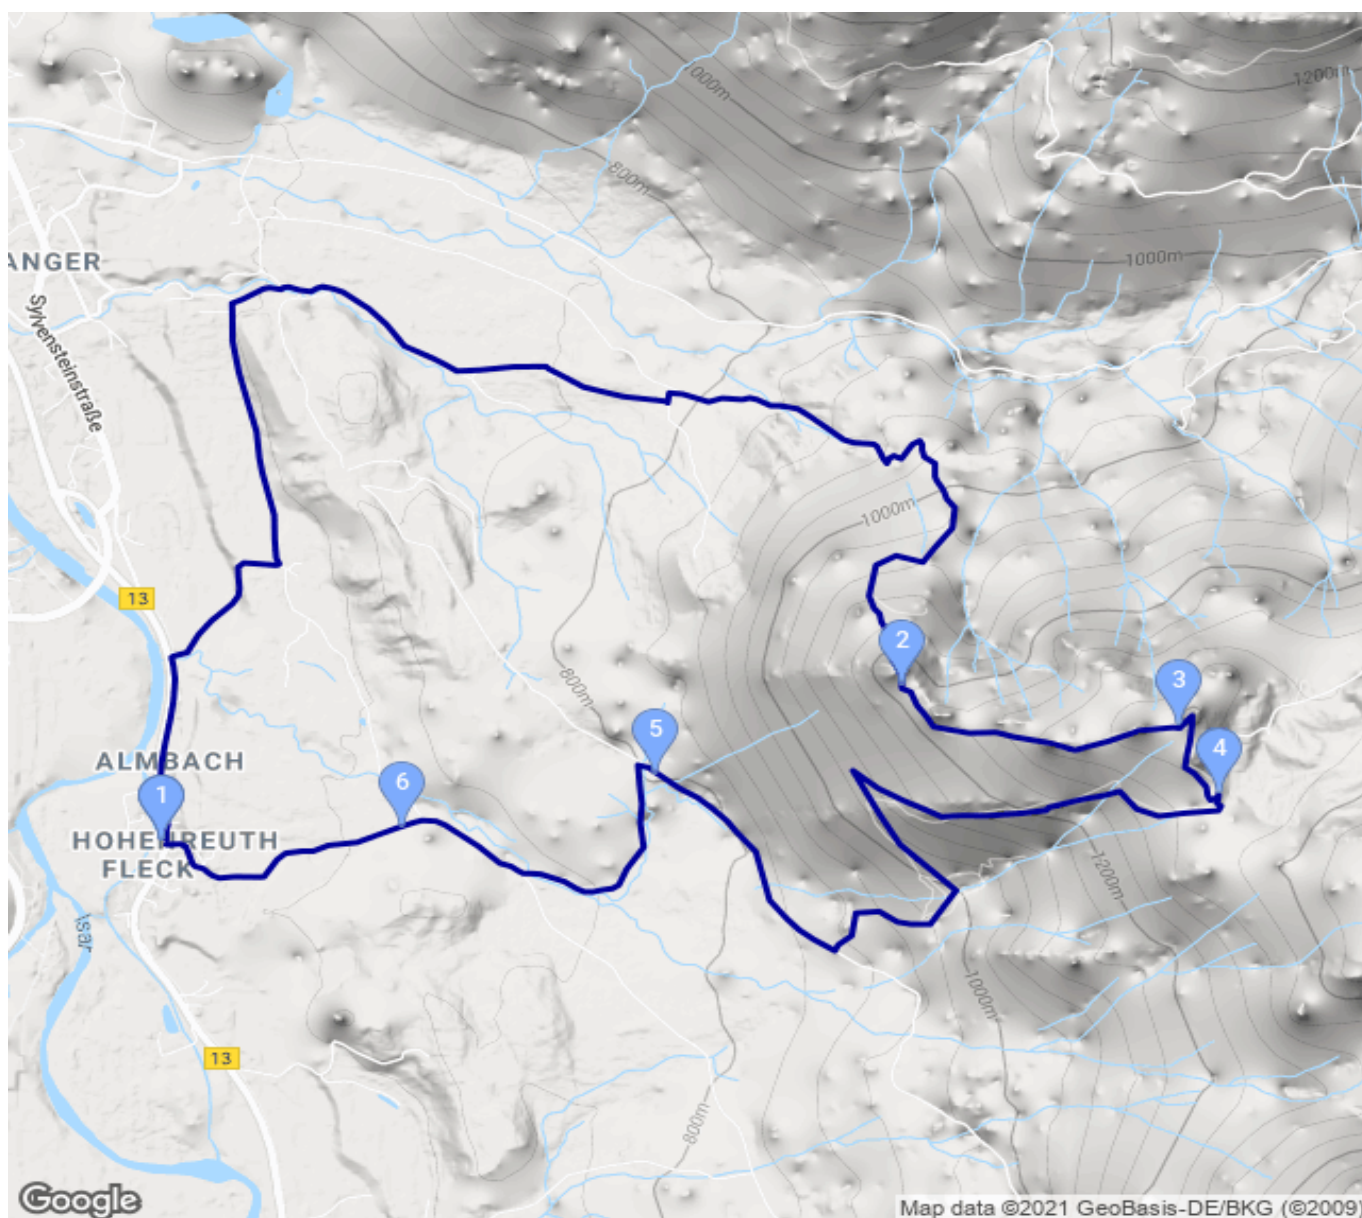 1000m
1200m
800m
1000m
ANGER
Sylvensteinstraße
1000m
13
2
800m
3
5
4
ALMBACH
6
1
HOHENREUTH
FLECK
1200m
Isar
1000m
13
800m
Google
Map data ©2021 GeoBasis-DE/BKG (©2009)